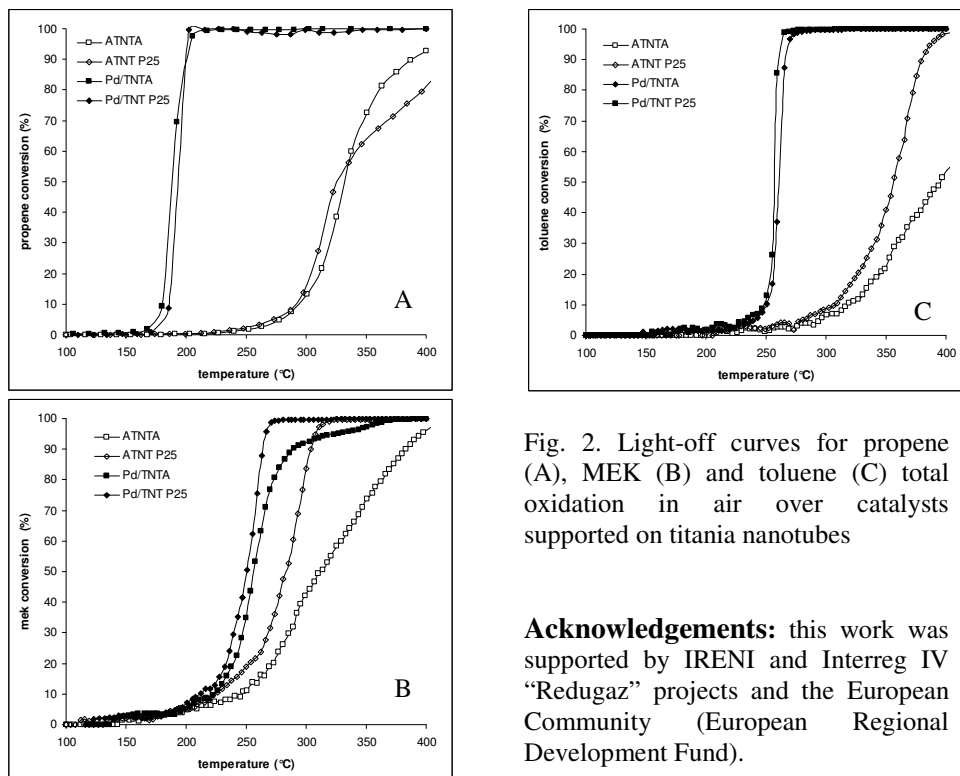 100
90
80
70
60
50
40
30
20
10
0
propene conversion (%)
ATNTA
ATNT P25
Pd/TNTA
Pd/TNT P25
A
100 150 200 250 300 350 400
temperature (°C)
100
90
80
70
60
50
40
30
20
10
0
toluene conversion (%)
ATNTA
ATNT P25
Pd/TNTA
Pd/TNT P25
C
100 150 200 250 300 350 400
temperature (°C)
100
90
80
70
60
50
40
30
20
10
0
mek conversion (%)
ATNTA
ATNT P25
Pd/TNTA
Pd/TNT P25
B
100 150 200 250 300 350 400
temperature (°C)
Fig. 2. Light-off curves for propene
(A), MEK (B) and toluene (C) total
oxidation in air over catalysts
supported on titania nanotubes
Acknowledgements: this work was
supported by IRENI and Interreg IV
“Redugaz” projects and the European
Community (European Regional
Development Fund).